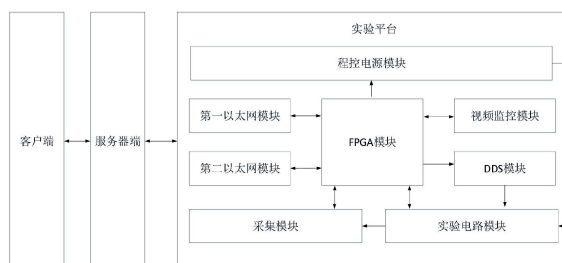 实验平台
程控电源模块
第一以太网模块
视频监控模块
客户端
服务器端
FPGA模块
第二以太网模块
DDS模块
采集模块
实验电路模块